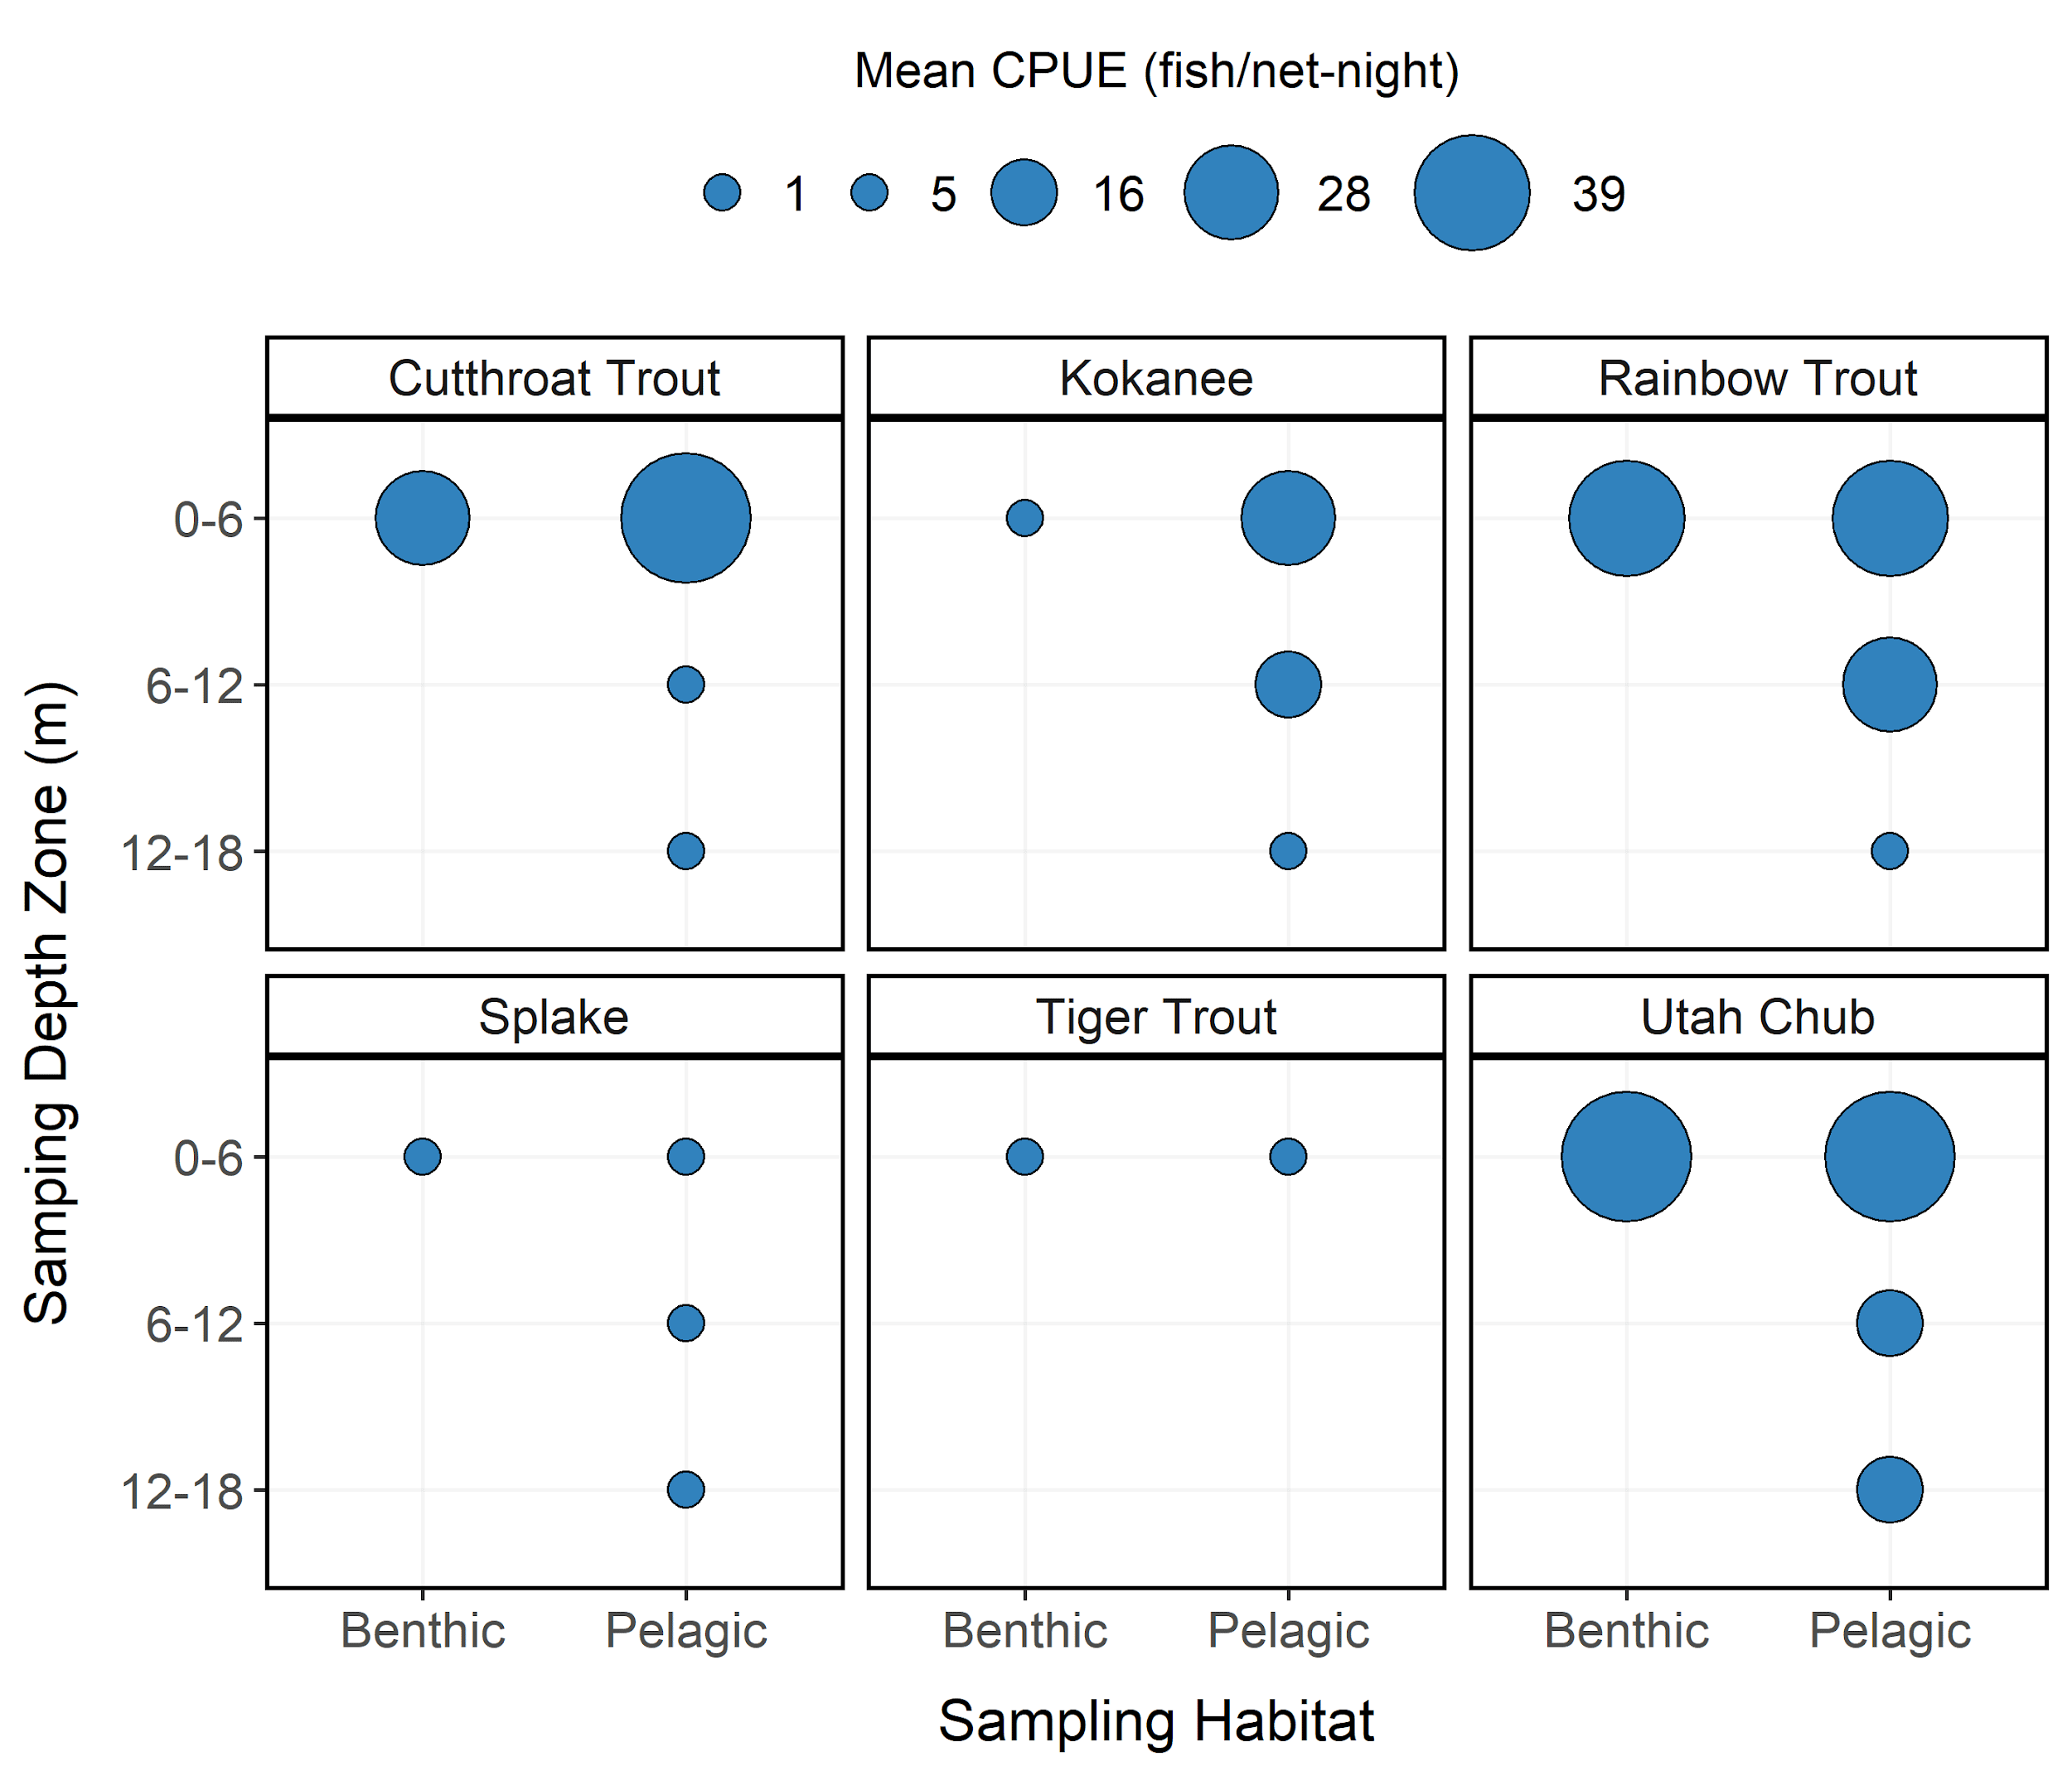 Mean CPUE (fish/net-night)
1 5 16 28 39
Cutthroat Trout Kokanee Rainbow Trout
0-6
6-12
12-18
Splake Tiger Trout Utah Chub
0-6
6-12
12-18
Benthic Pelagic Benthic Pelagic Benthic Pelagic
Sampling Habitat
Samping Depth Zone (m)